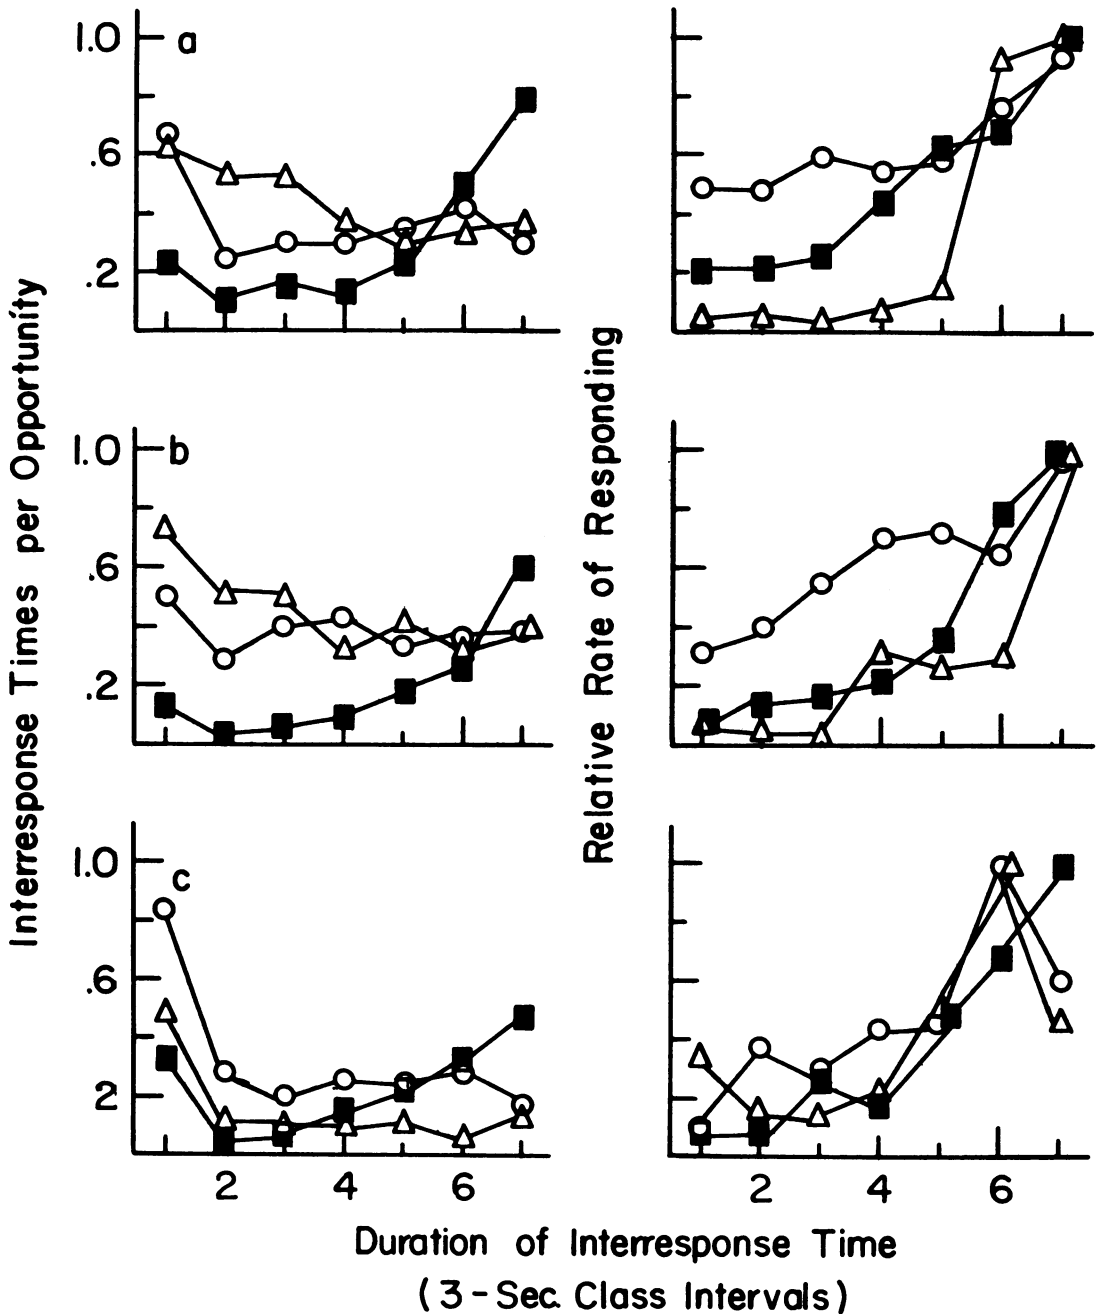 1.0
a
.6
.2
1.0
b
.6
.2
1.0
c
.6
2
2 4 6
2 4 6
Interresponse Times per Opportunity
Relative Rate of Responding
Duration of Interresponse Time
(3-Sec. Class Intervals)